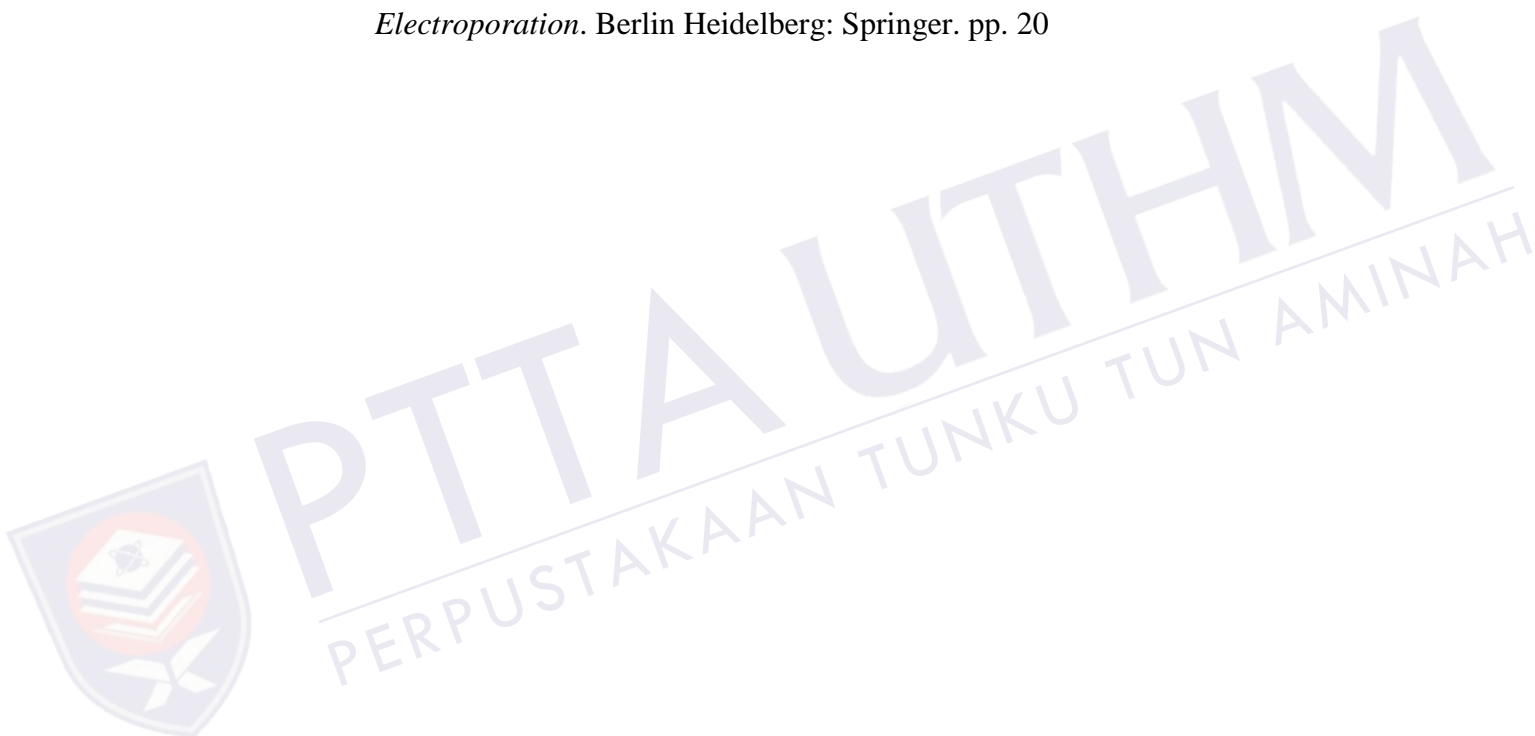 Electroporation. Berlin Heidelberg: Springer. pp. 20
PTTA UTHM
PERPUSTAKAAN TUNKU TUN AMINAH